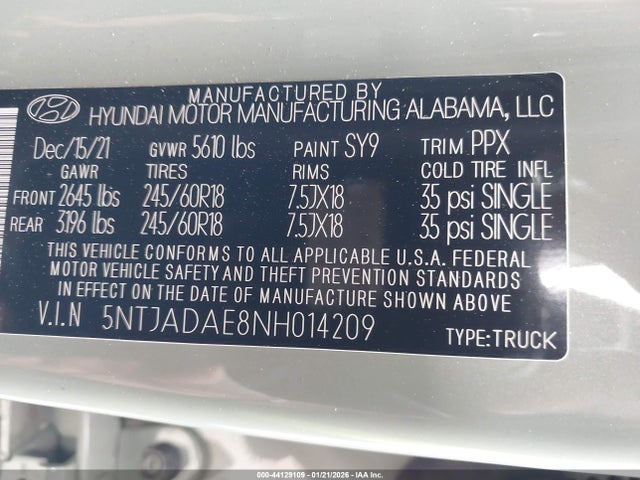 MANUFACTURED BY
HYUNDAI MOTOR MANUFACTURING ALABAMA, LLC
Dec/15/21 GVWR 5610 lbs PAINT SY9 TRIM PPX
GAWR TIRES RIMS COLD TIRE INFL
FRONT 2645 lbs 245/60R18 7.5JX18 35 psi SINGLE
REAR 3196 lbs 245/60R18 7.5JX18 35 psi SINGLE
THIS VEHICLE CONFORMS TO ALL APPLICABLE U.S.A. FEDERAL
MOTOR VEHICLE SAFETY AND THEFT PREVENTION STANDARDS
IN EFFECT ON THE DATE OF MANUFACTURE SHOWN ABOVE
V.I.N 5NTJADAE8NH014209 TYPE:TRUCK
000-44129109 | 01/21/2026 | IAACORP